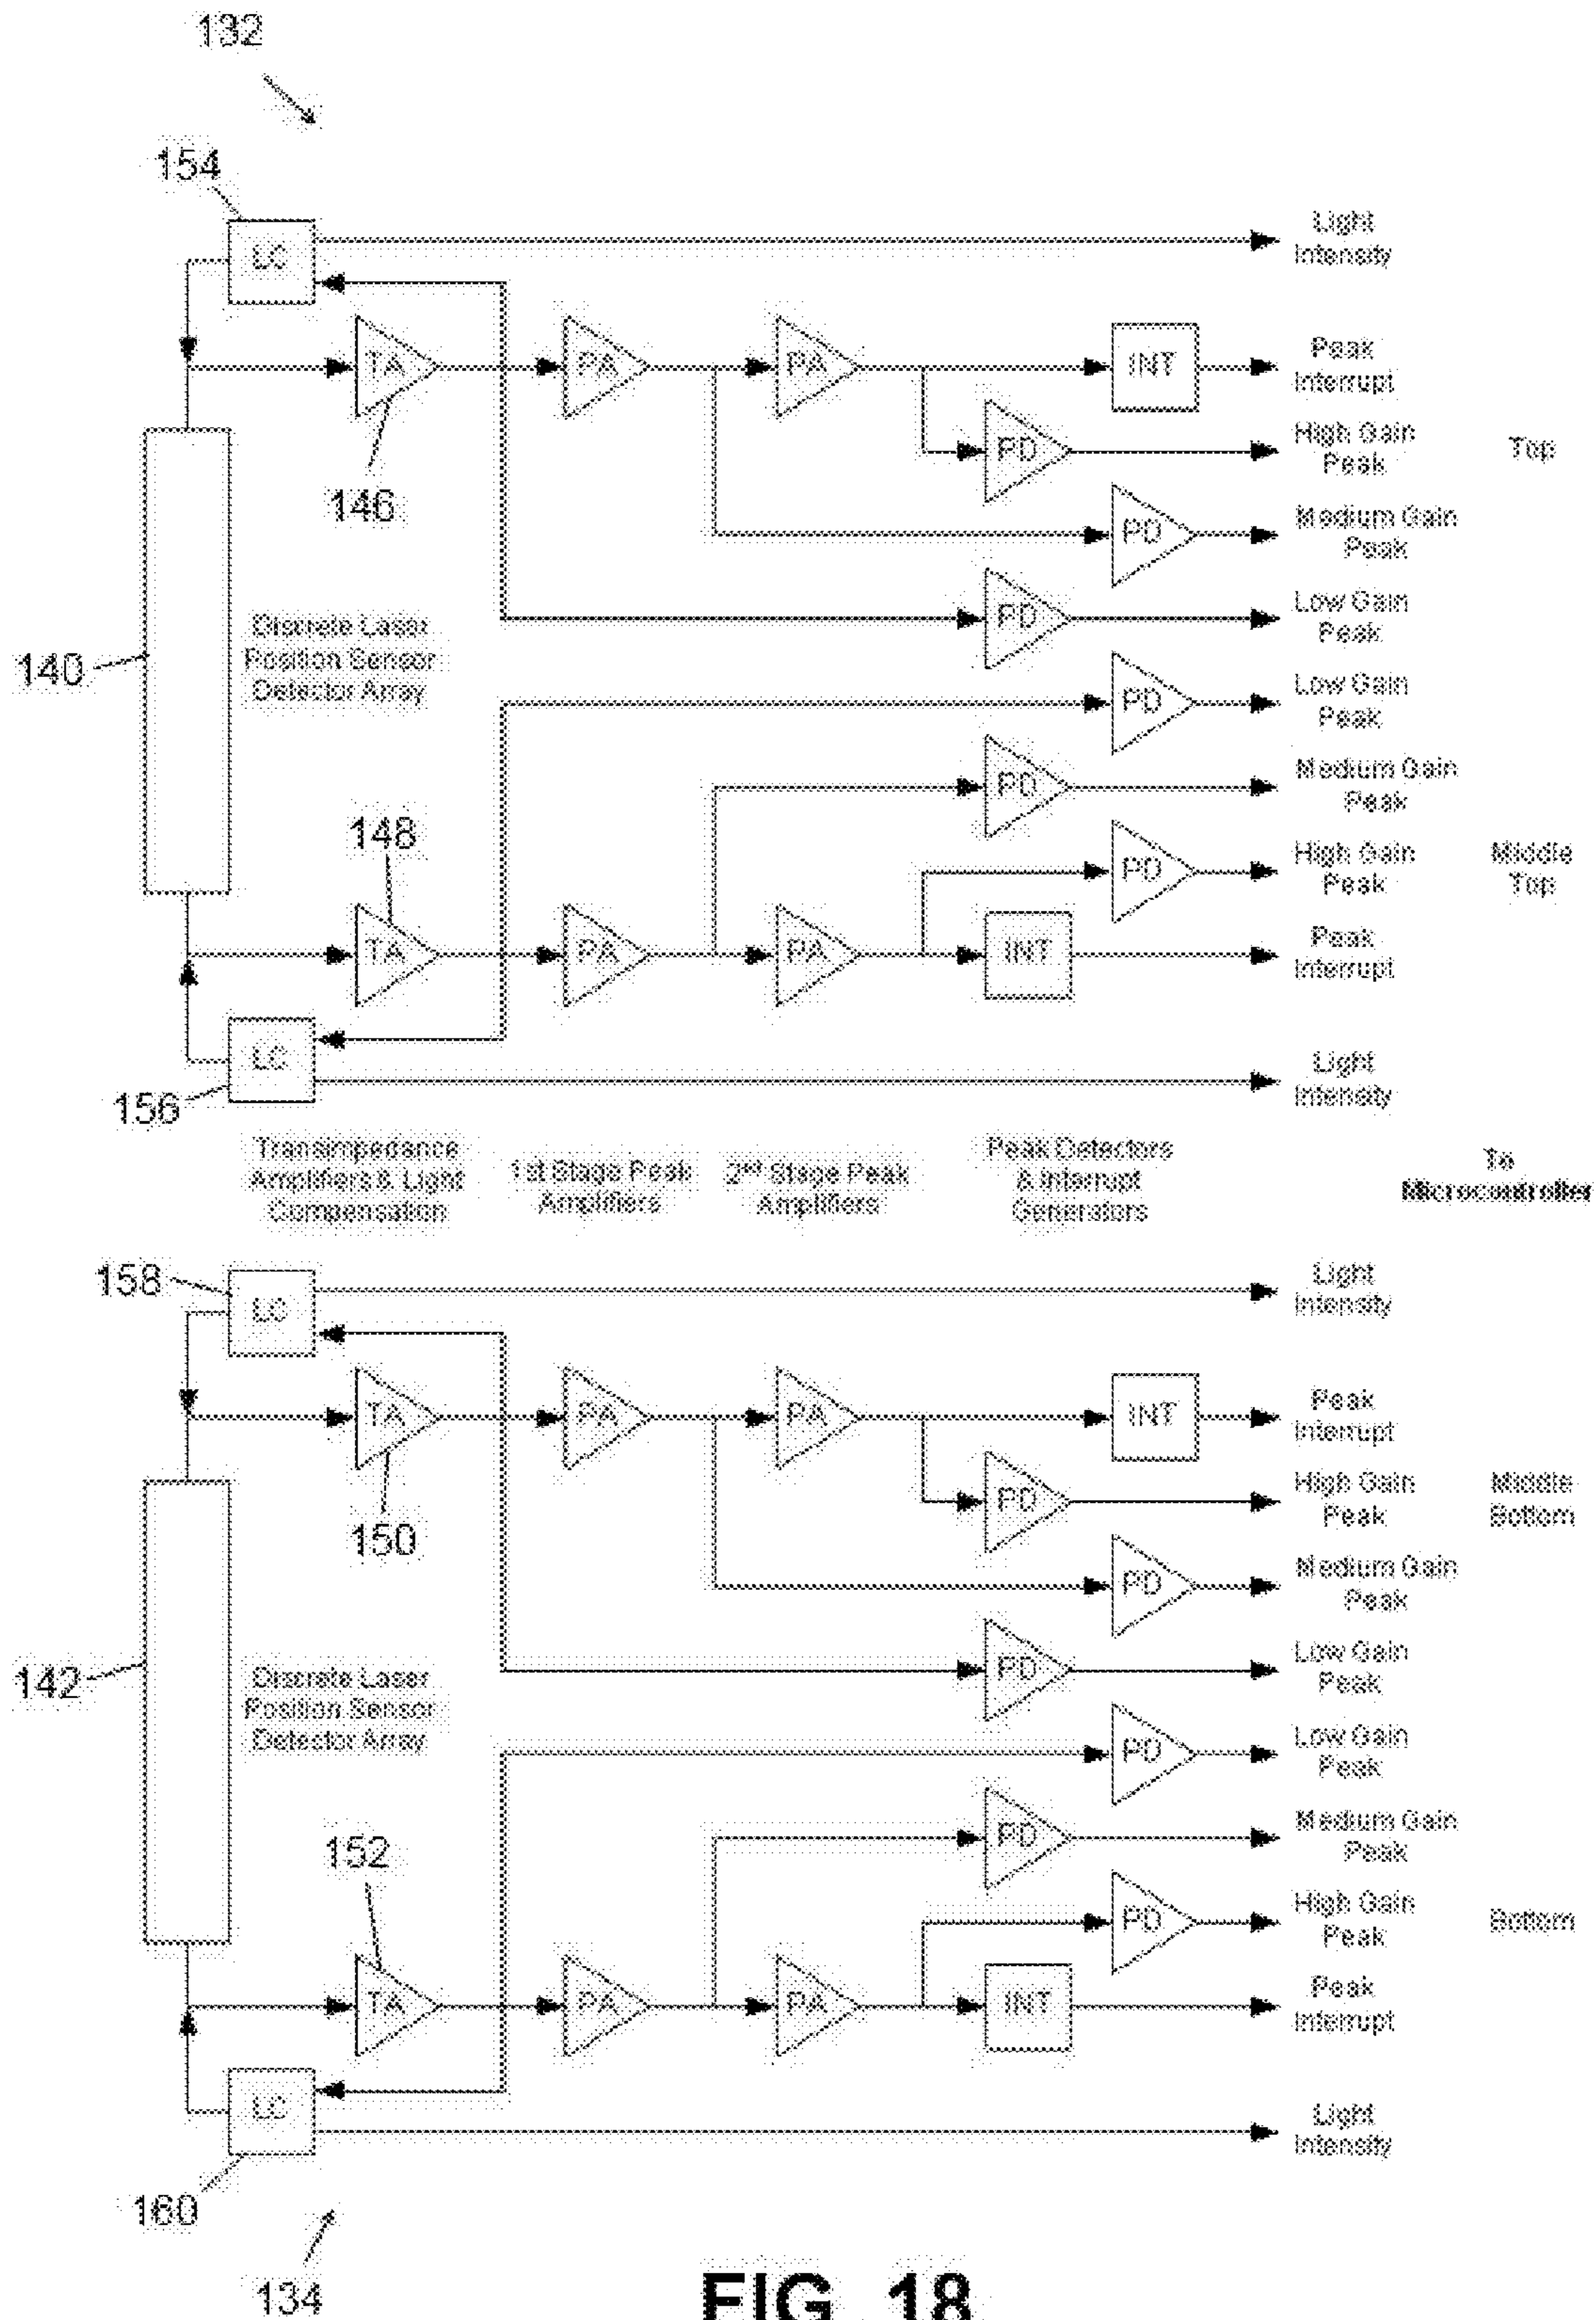 132
154
LC
Light
Intensity
TA
PA
PA
INT
Peak
Interrupt
146
PD
High Gain
Peak
Top
PD
Medium Gain
Peak
140
Discrete Laser
Position Sensor
Detector Array
PD
Low Gain
Peak
PD
Low Gain
Peak
PD
Medium Gain
Peak
148
PD
High Gain
Peak
Middle
Top
TA
PA
PA
INT
Peak
Interrupt
LC
156
Light
Intensity
Transimpedance
Amplifiers & Light
Compensation
1st Stage Peak
Amplifiers
2nd Stage Peak
Amplifiers
Peak Detectors
& Interrupt
Generators
To
Microcontroller
158
LC
Light
Intensity
TA
PA
PA
INT
Peak
Interrupt
150
PD
High Gain
Peak
Middle
Bottom
PD
Medium Gain
Peak
142
Discrete Laser
Position Sensor
Detector Array
PD
Low Gain
Peak
PD
Low Gain
Peak
PD
Medium Gain
Peak
152
PD
High Gain
Peak
Bottom
TA
PA
PA
INT
Peak
Interrupt
LC
160
Light
Intensity
134
FIG. 18